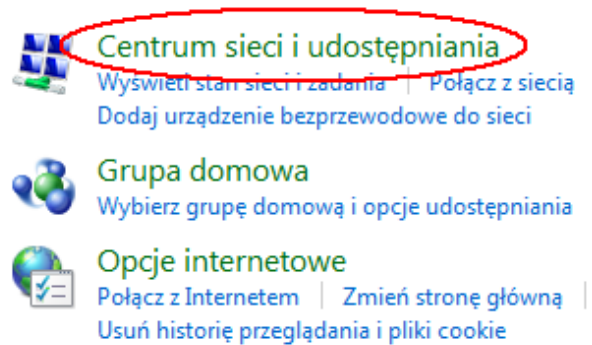 Centrum sieci i udostępniania
Wyświetl stan sieci i zadania | Połącz z siecią
Dodaj urządzenie bezprzewodowe do sieci
Grupa domowa
Wybierz grupę domową i opcje udostępniania
Opcje internetowe
Połącz z Internetem | Zmień stronę główną |
Usuń historię przeglądania i pliki cookie